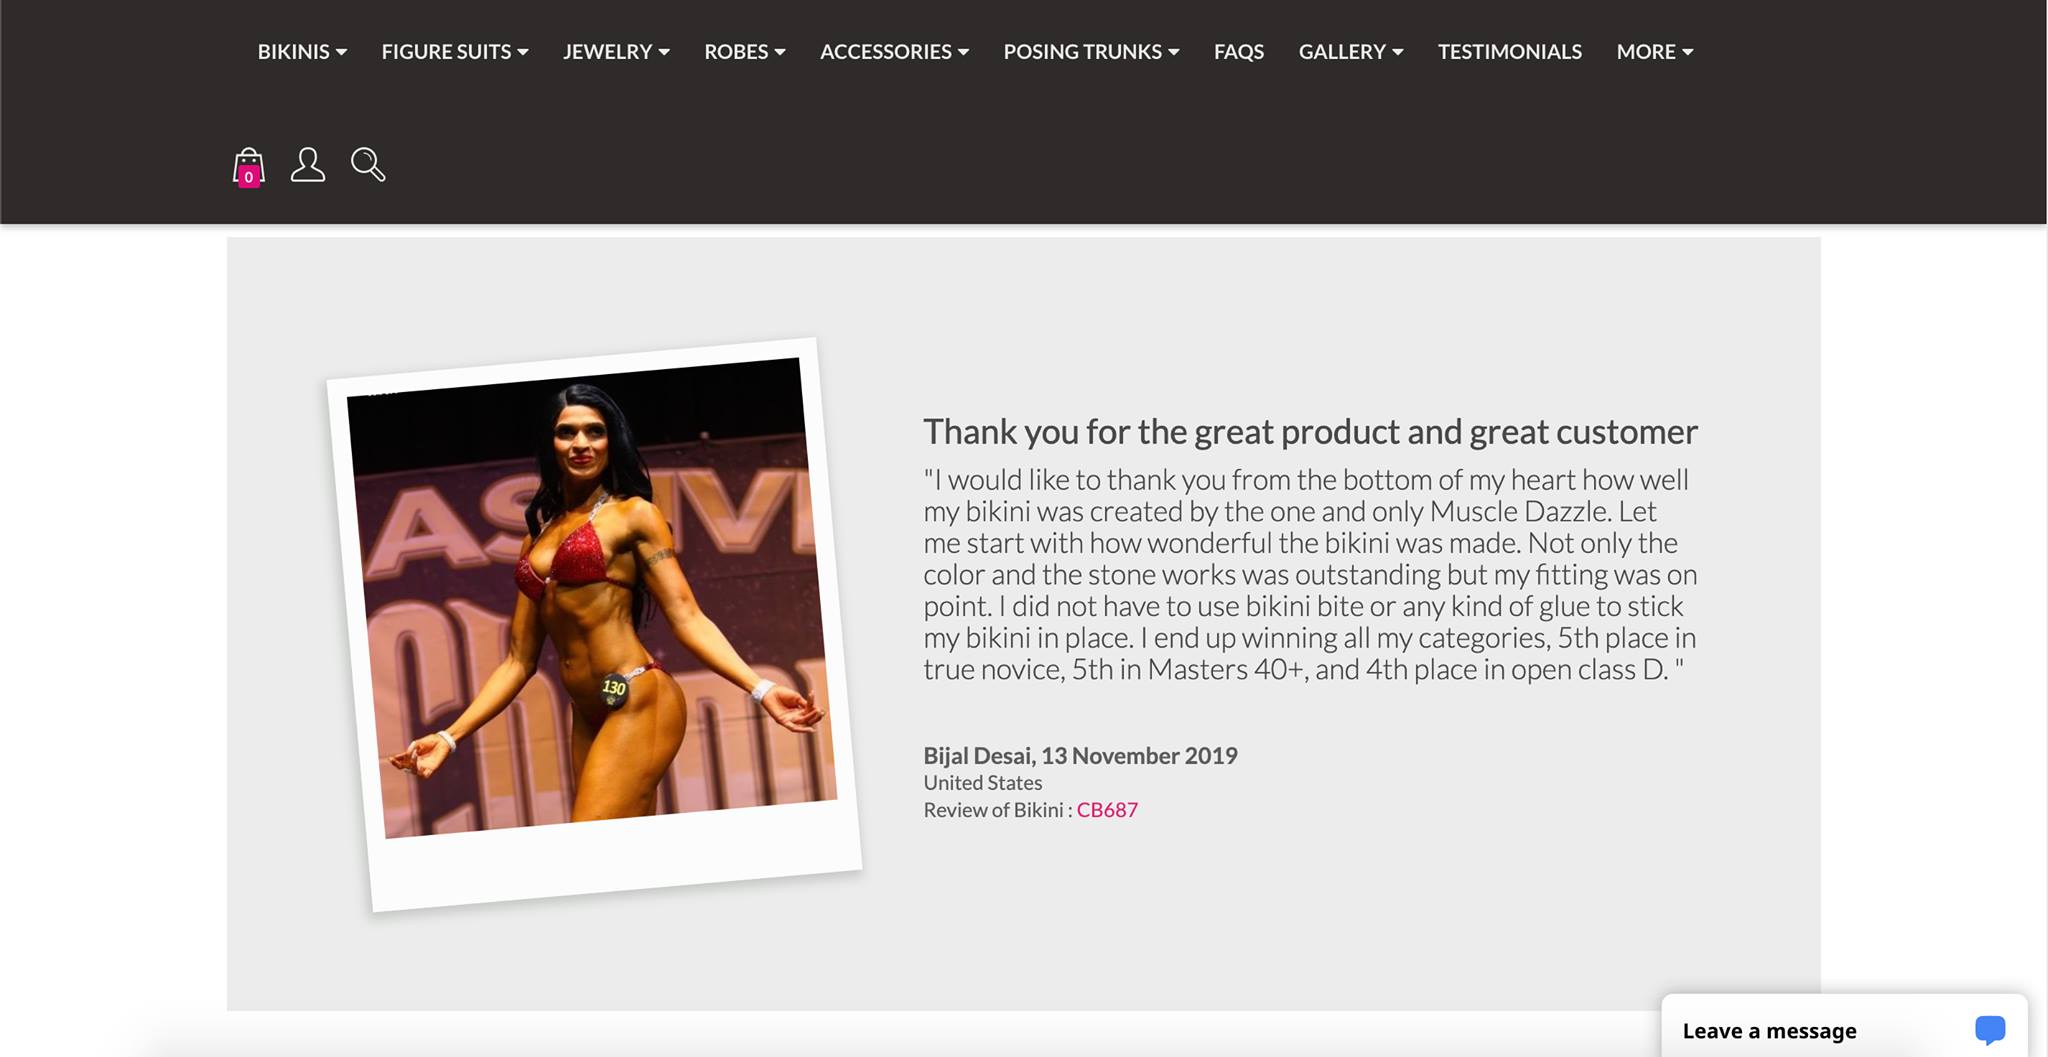 BIKINIS FIGURE SUITS JEWELRY ROBES ACCESSORIES POSING TRUNKS FAQS GALLERY TESTIMONIALS MORE
0
Thank you for the great product and great customer
"I would like to thank you from the bottom of my heart how well
my bikini was created by the one and only Muscle Dazzle. Let
me start with how wonderful the bikini was made. Not only the
color and the stone works was outstanding but my fitting was on
point. I did not have to use bikini bite or any kind of glue to stick
my bikini in place. I end up winning all my categories, 5th place in
true novice, 5th in Masters 40+, and 4th place in open class D. "
130
Bijal Desai, 13 November 2019
United States
Review of Bikini : CB687
Leave a message